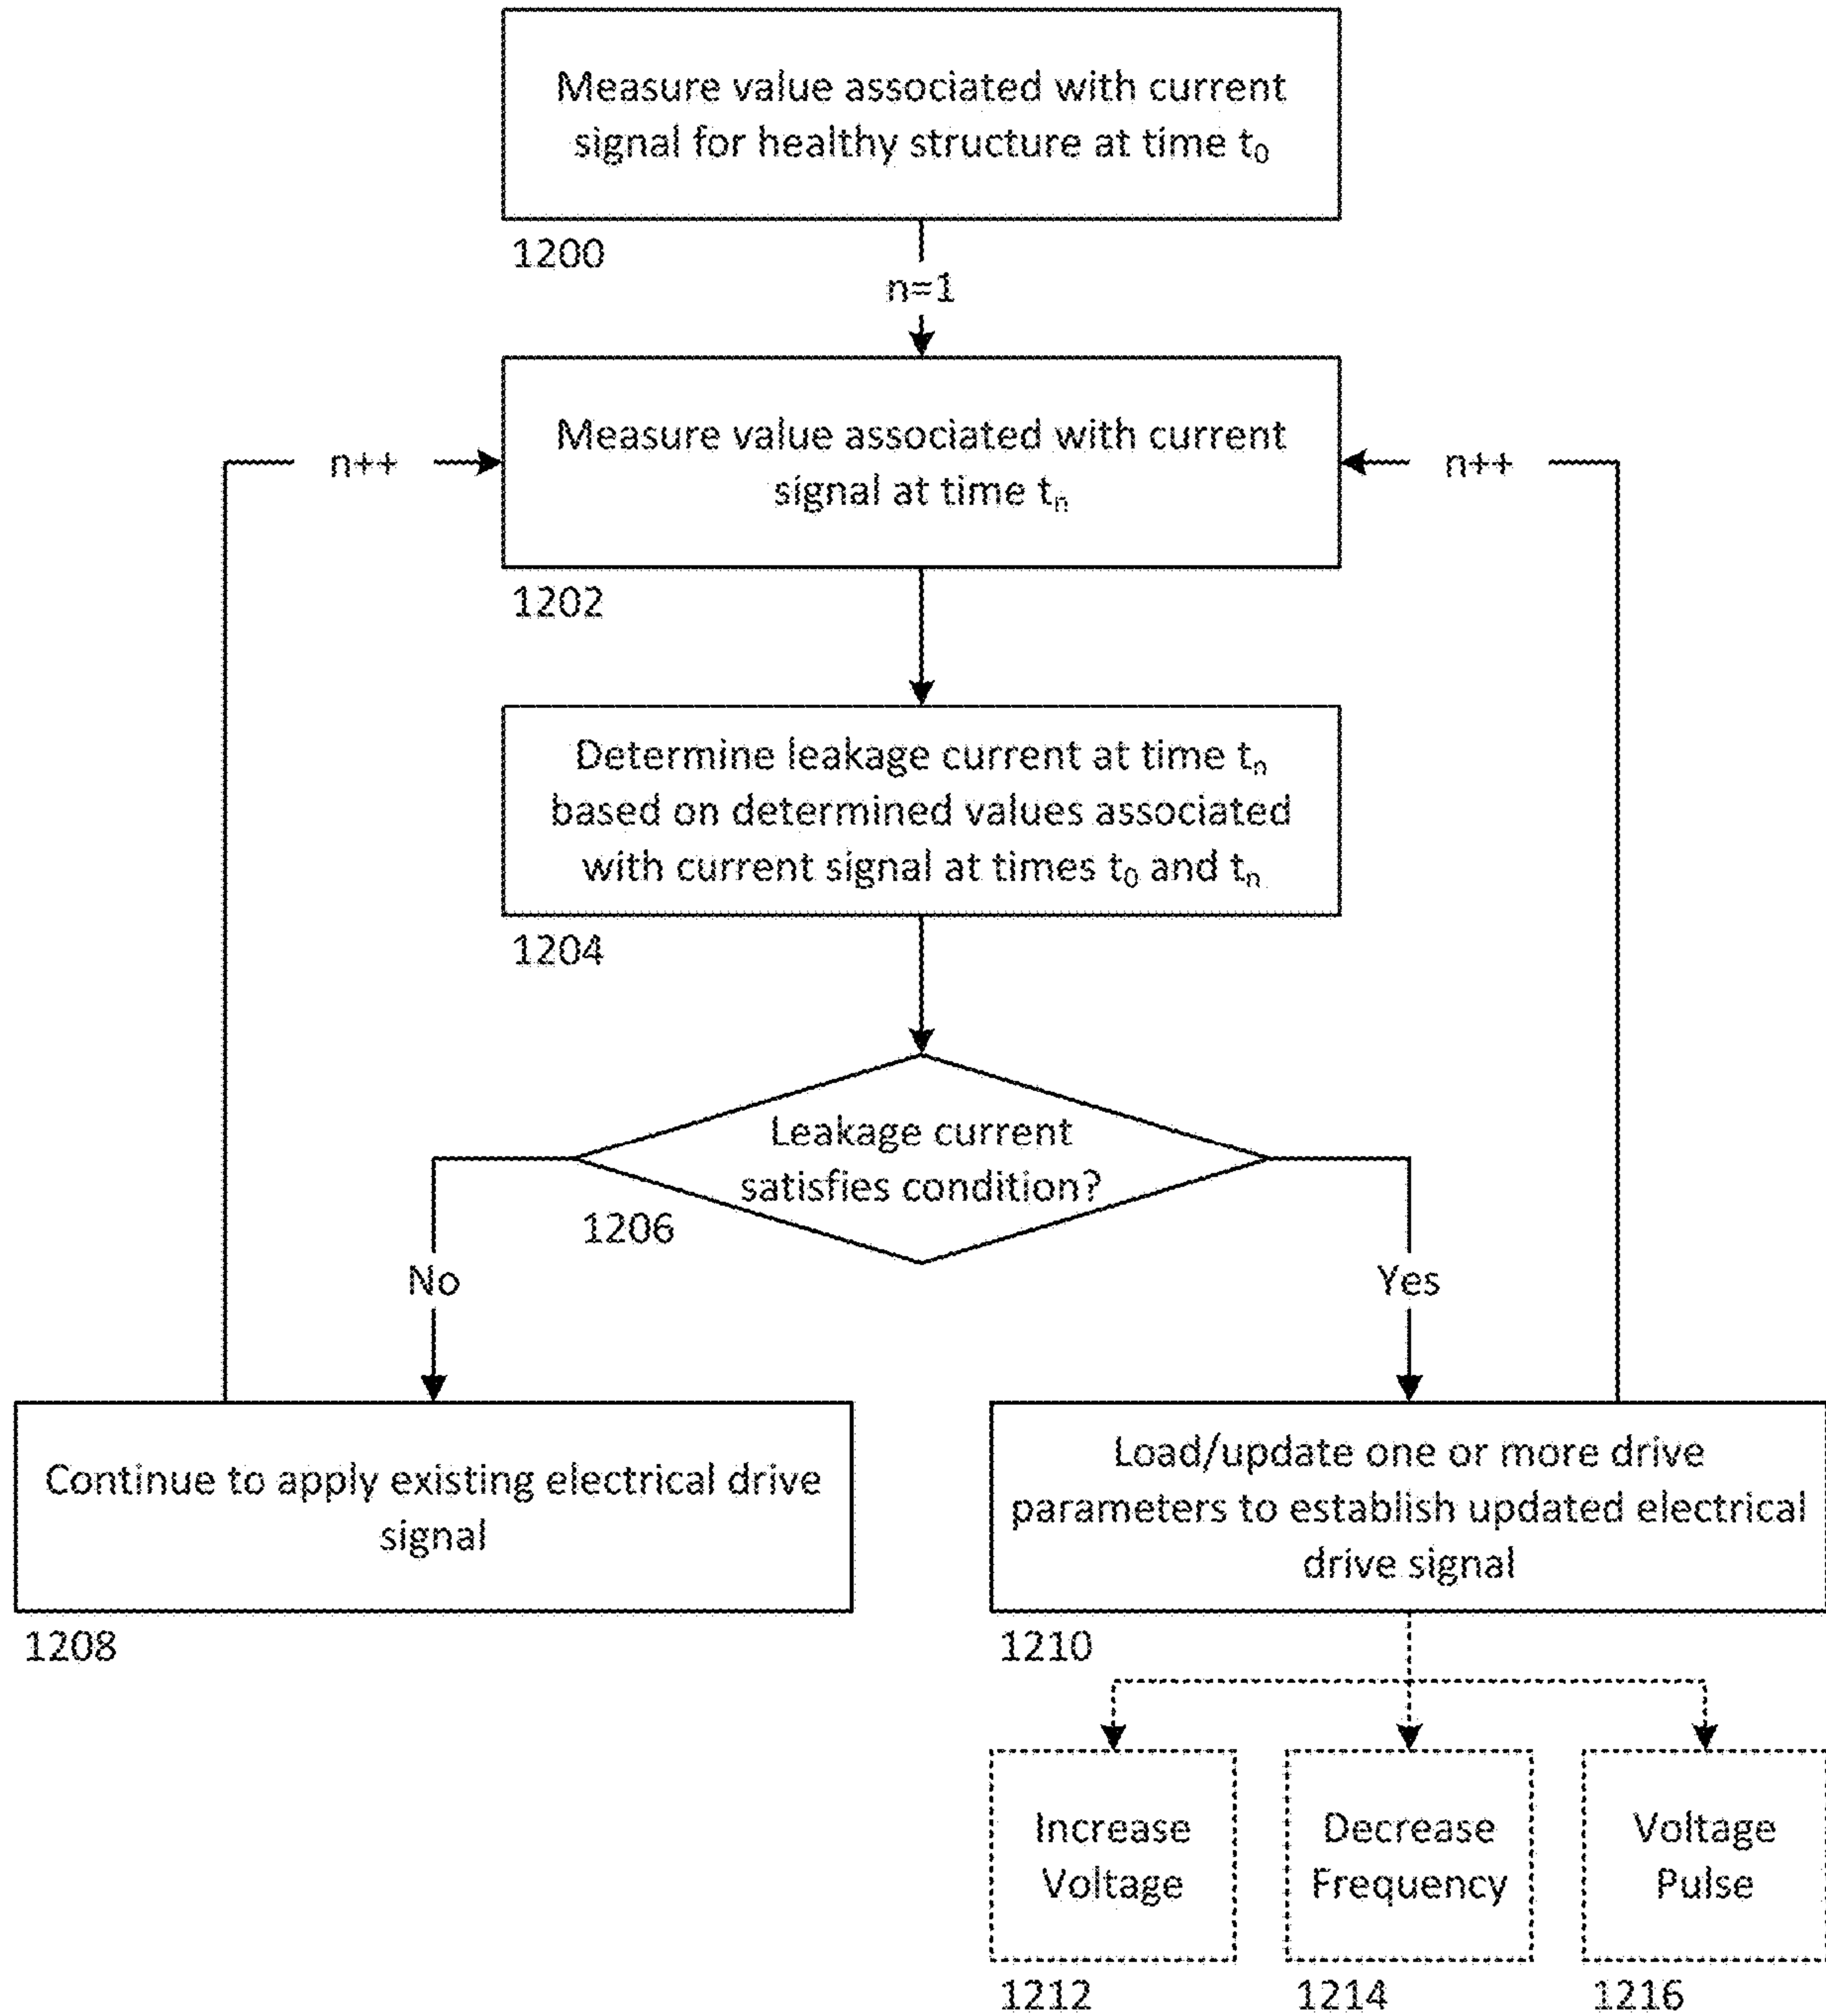 Measure value associated with current
signal for healthy structure at time t₀
1200
n=1
Measure value associated with current
signal at time tₙ
n++
n++
1202
Determine leakage current at time tₙ
based on determined values associated
with current signal at times t₀ and tₙ
1204
Leakage current
satisfies condition?
1206
No
Yes
Continue to apply existing electrical drive
signal
1208
Load/update one or more drive
parameters to establish updated electrical
drive signal
1210
Increase
Voltage
1212
Decrease
Frequency
1214
Voltage
Pulse
1216